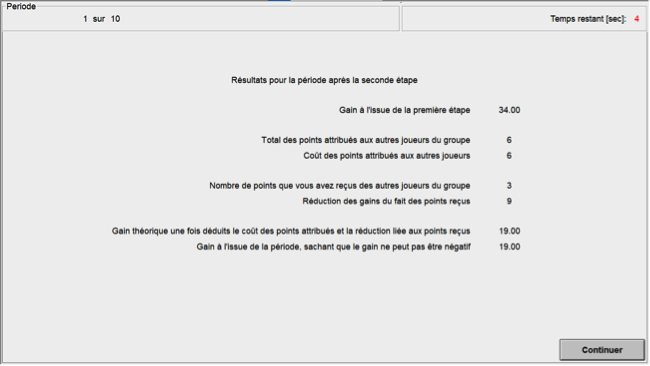 Periode
1 sur 10
Temps restant [sec]: 4
Résultats pour la période après la seconde étape
Gain à l'issue de la première étape 34.00
Total des points attribués aux autres joueurs du groupe 6
Coût des points attribués aux autres joueurs 6
Nombre de points que vous avez reçus des autres joueurs du groupe 3
Réduction des gains du fait des points reçus 9
Gain théorique une fois déduits le coût des points attribués et la réduction liée aux points reçus 19.00
Gain à l'issue de la période, sachant que le gain ne peut pas être négatif 19.00
Continuer